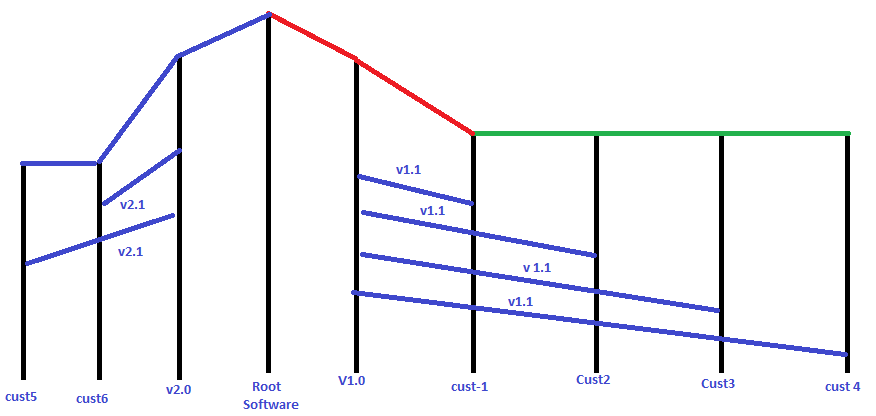 v1.1
v2.1
v1.1
v2.1
v 1.1
v1.1
cust5
cust6
v2.0
Root
Software
V1.0
cust-1
Cust2
Cust3
cust 4